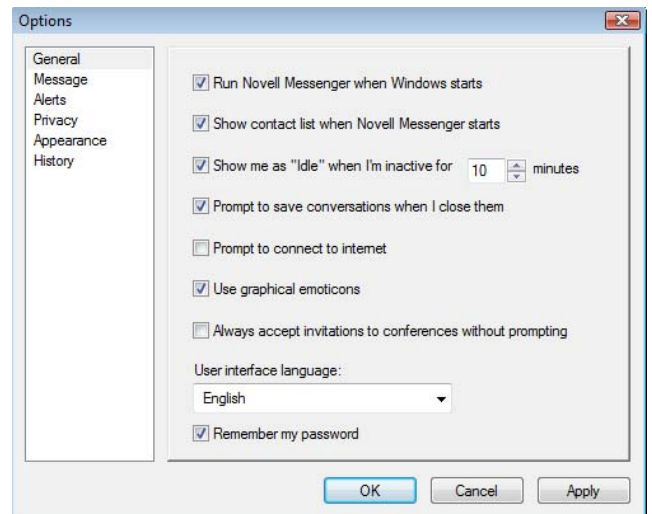 Options
General
Message
Alerts
Privacy
Appearance
History
Run Novell Messenger when Windows starts
Show contact list when Novell Messenger starts
Show me as "Idle" when I'm inactive for 10 minutes
Prompt to save conversations when I close them
Prompt to connect to internet
Use graphical emoticons
Always accept invitations to conferences without prompting
User interface language:
English
Remember my password
OK Cancel Apply